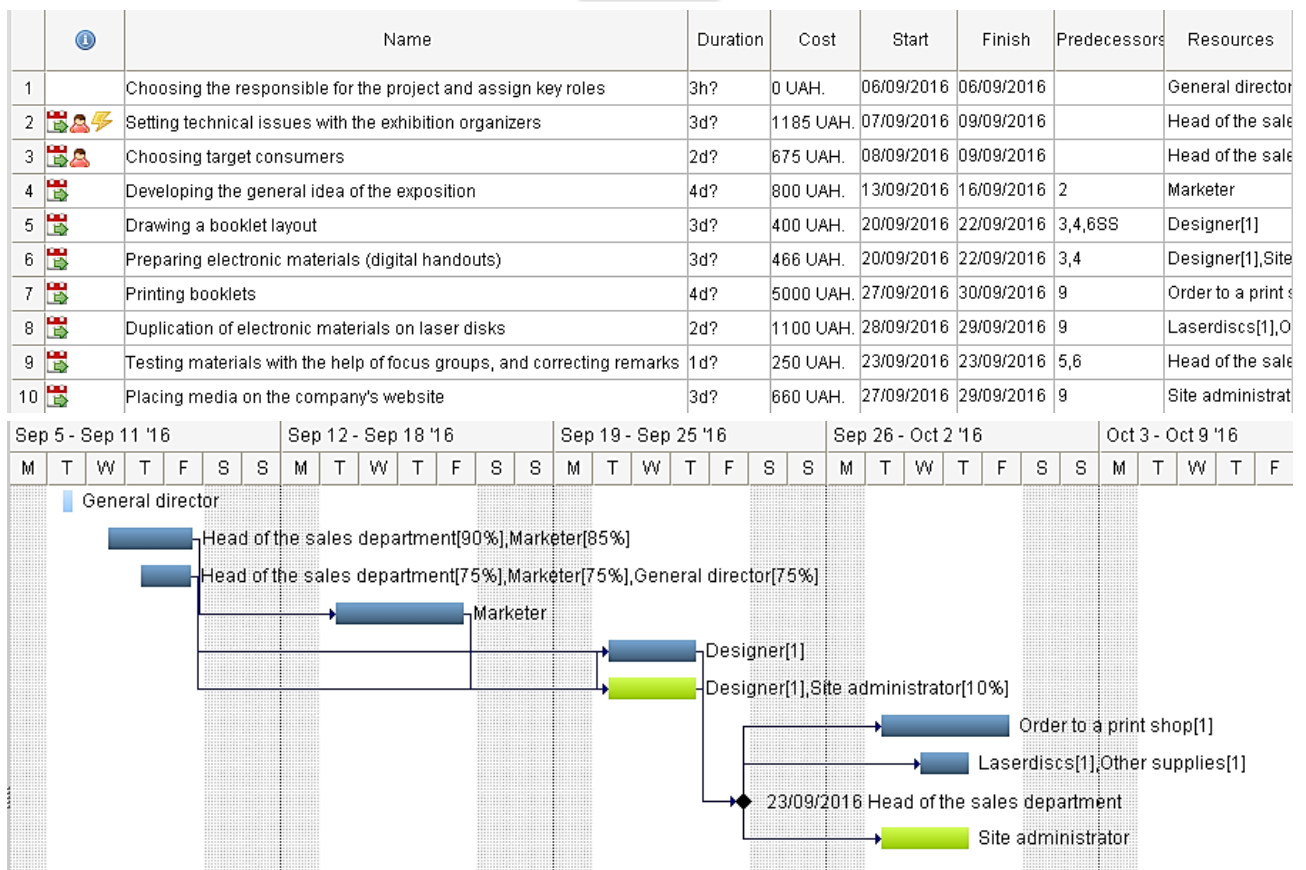 Name Duration Cost Start Finish Predecessors Resources
1 Choosing the responsible for the project and assign key roles 3h? 0 UAH. 06/09/2016 06/09/2016 General director
2 Setting technical issues with the exhibition organizers 3d? 1185 UAH. 07/09/2016 09/09/2016 Head of the sale
3 Choosing target consumers 2d? 675 UAH. 08/09/2016 09/09/2016 Head of the sale
4 Developing the general idea of the exposition 4d? 800 UAH. 13/09/2016 16/09/2016 2 Marketer
5 Drawing a booklet layout 3d? 400 UAH. 20/09/2016 22/09/2016 3,4,6SS Designer[1]
6 Preparing electronic materials (digital handouts) 3d? 466 UAH. 20/09/2016 22/09/2016 3,4 Designer[1],Site
7 Printing booklets 4d? 5000 UAH. 27/09/2016 30/09/2016 9 Order to a print s
8 Duplication of electronic materials on laser disks 2d? 1100 UAH. 28/09/2016 29/09/2016 9 Laserdiscs[1],O
9 Testing materials with the help of focus groups, and correcting remarks 1d? 250 UAH. 23/09/2016 23/09/2016 5,6 Head of the sale
10 Placing media on the company's website 3d? 660 UAH. 27/09/2016 29/09/2016 9 Site administrat
Sep 5 - Sep 11 '16 Sep 12 - Sep 18 '16 Sep 19 - Sep 25 '16 Sep 26 - Oct 2 '16 Oct 3 - Oct 9 '16
M T W T F S S M T W T F S S M T W T F S S M T W T F S S M T W T F
General director
Head of the sales department[90%],Marketer[85%]
Head of the sales department[75%],Marketer[75%],General director[75%]
Marketer
Designer[1]
Designer[1],Site administrator[10%]
Order to a print shop[1]
Laserdiscs[1],Other supplies[1]
23/09/2016 Head of the sales department
Site administrator